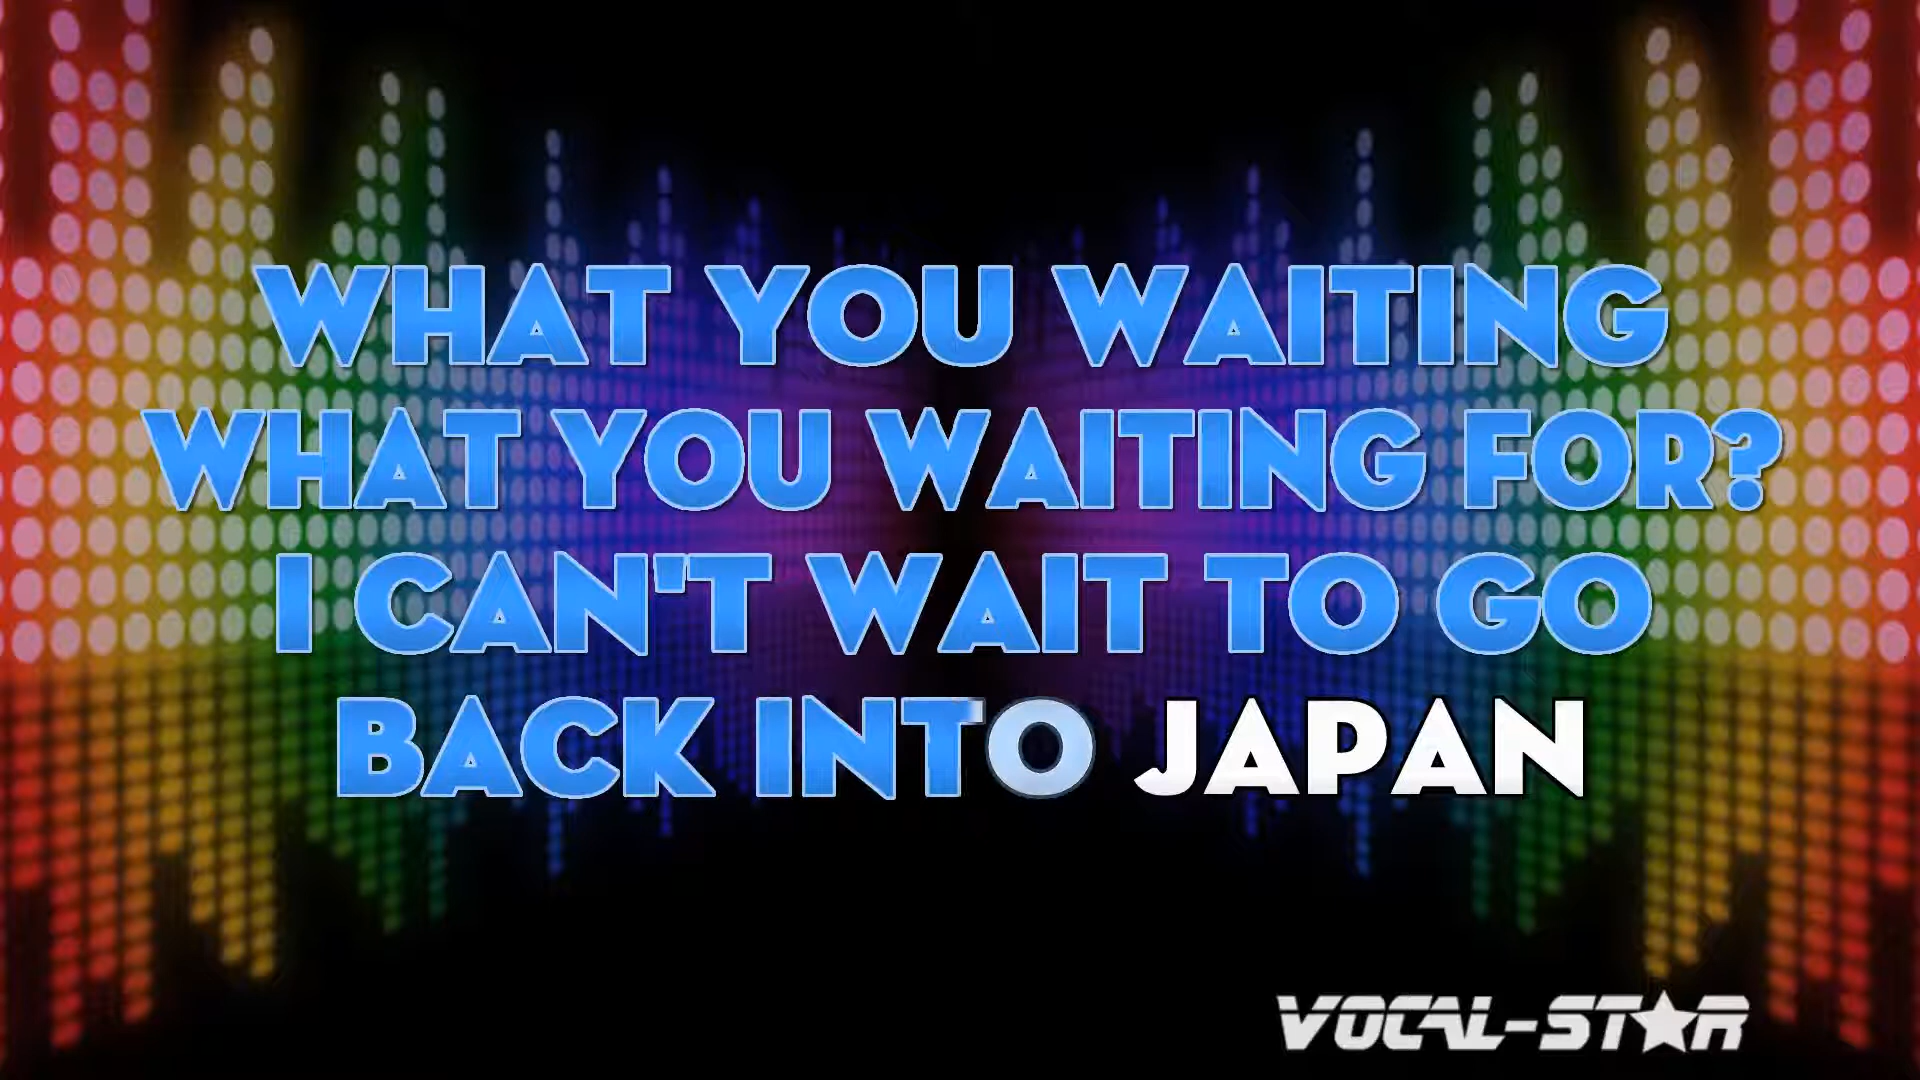 WHAT YOU WAITING
WHAT YOU WAITING FOR?
I CAN'T WAIT TO GO
BACK INTO JAPAN
VOCAL-STAR